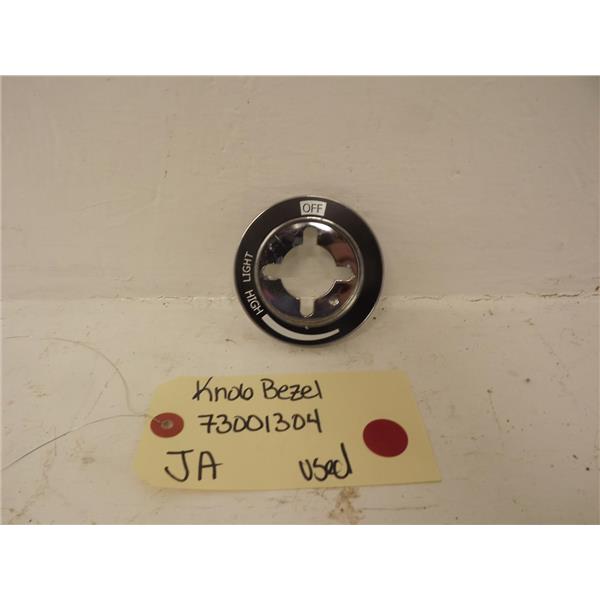 OFF
LIGHT
HIGH
Knob Bezel
73001304
JA used